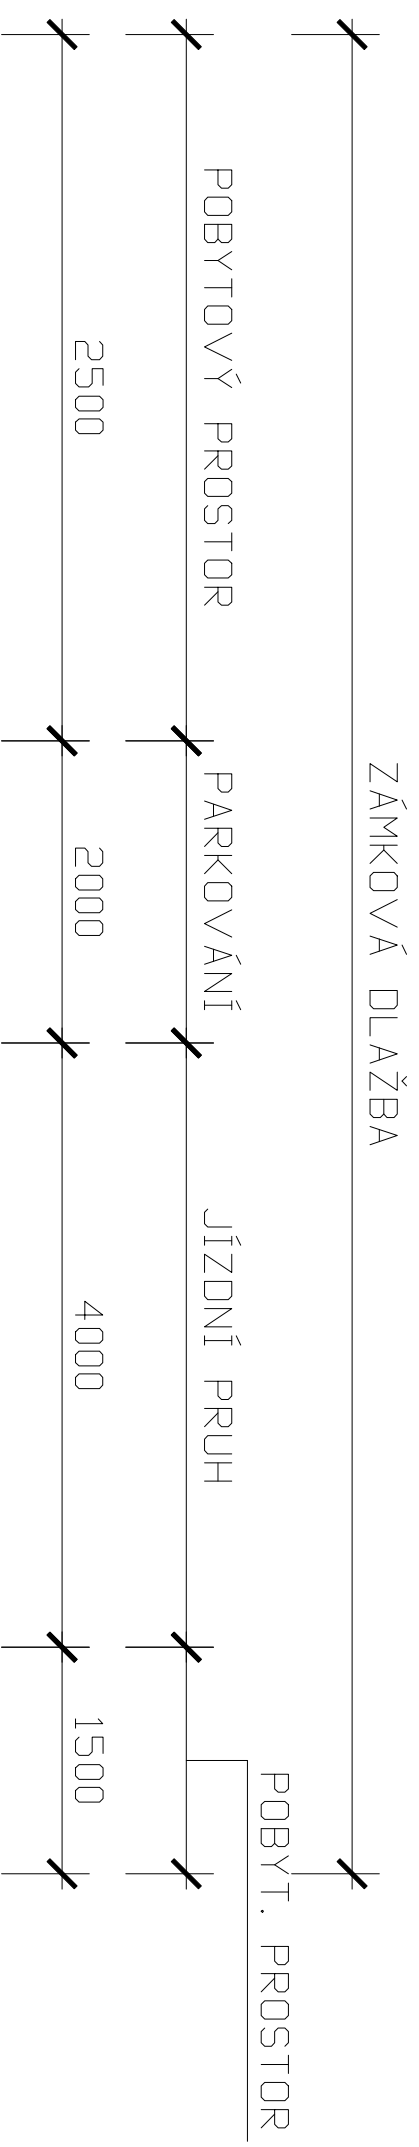 ZÁMKOVÁ DLAŽBA
POBYT. PROSTOR
POBYTOVÝ PROSTOR
PARKOVÁNÍ
JÍZDNÍ PRUH
2500
2000
4000
1500